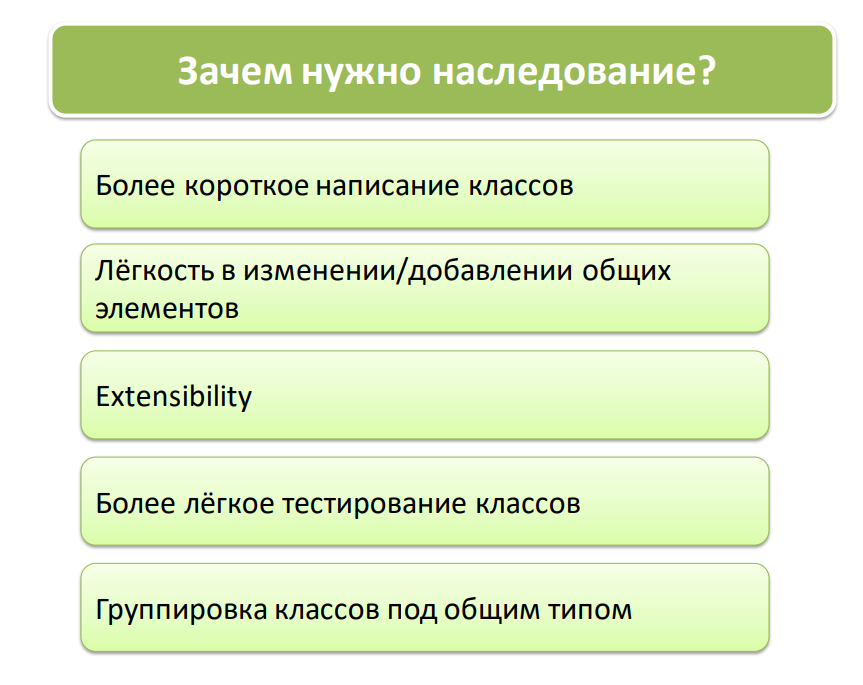 Зачем нужно наследование?
Более короткое написание классов
Лёгкость в изменении/добавлении общих
элементов
Extensibility
Более лёгкое тестирование классов
Группировка классов под общим типом